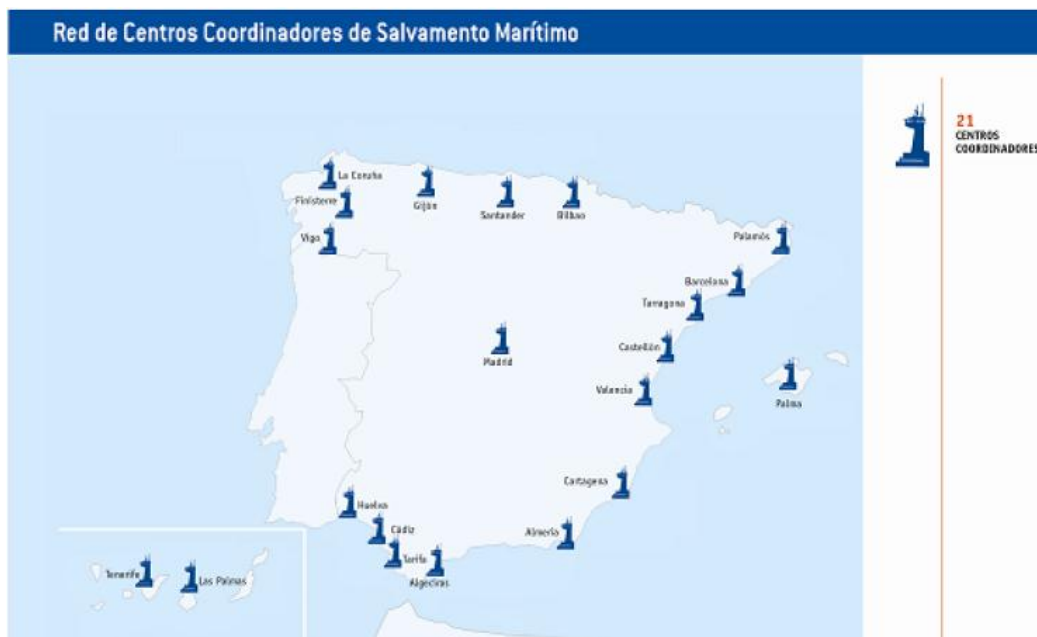 Red de Centros Coordinadores de Salvamento Marítimo
21
CENTROS
COORDINADORES
La Coruña
Finisterre
Vigo
Gijón
Santander
Bilbao
Palamós
Barcelona
Tarragona
Castellón
Madrid
Valencia
Palma
Cartagena
Almería
Huelva
Cádiz
Tarifa
Algeciras
Tenerife
Las Palmas